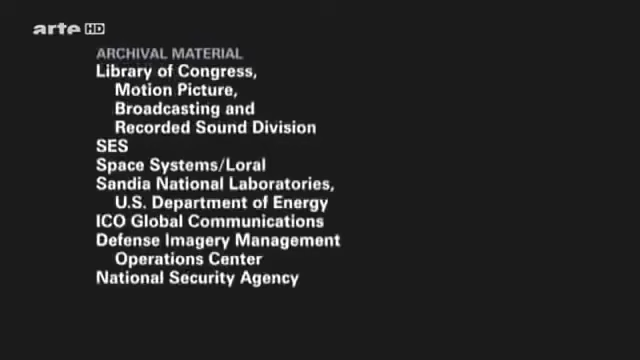 arte HD
ARCHIVAL MATERIAL
Library of Congress,
Motion Picture,
Broadcasting and
Recorded Sound Division
SES
Space Systems/Loral
Sandia National Laboratories,
U.S. Department of Energy
ICO Global Communications
Defense Imagery Management
Operations Center
National Security Agency